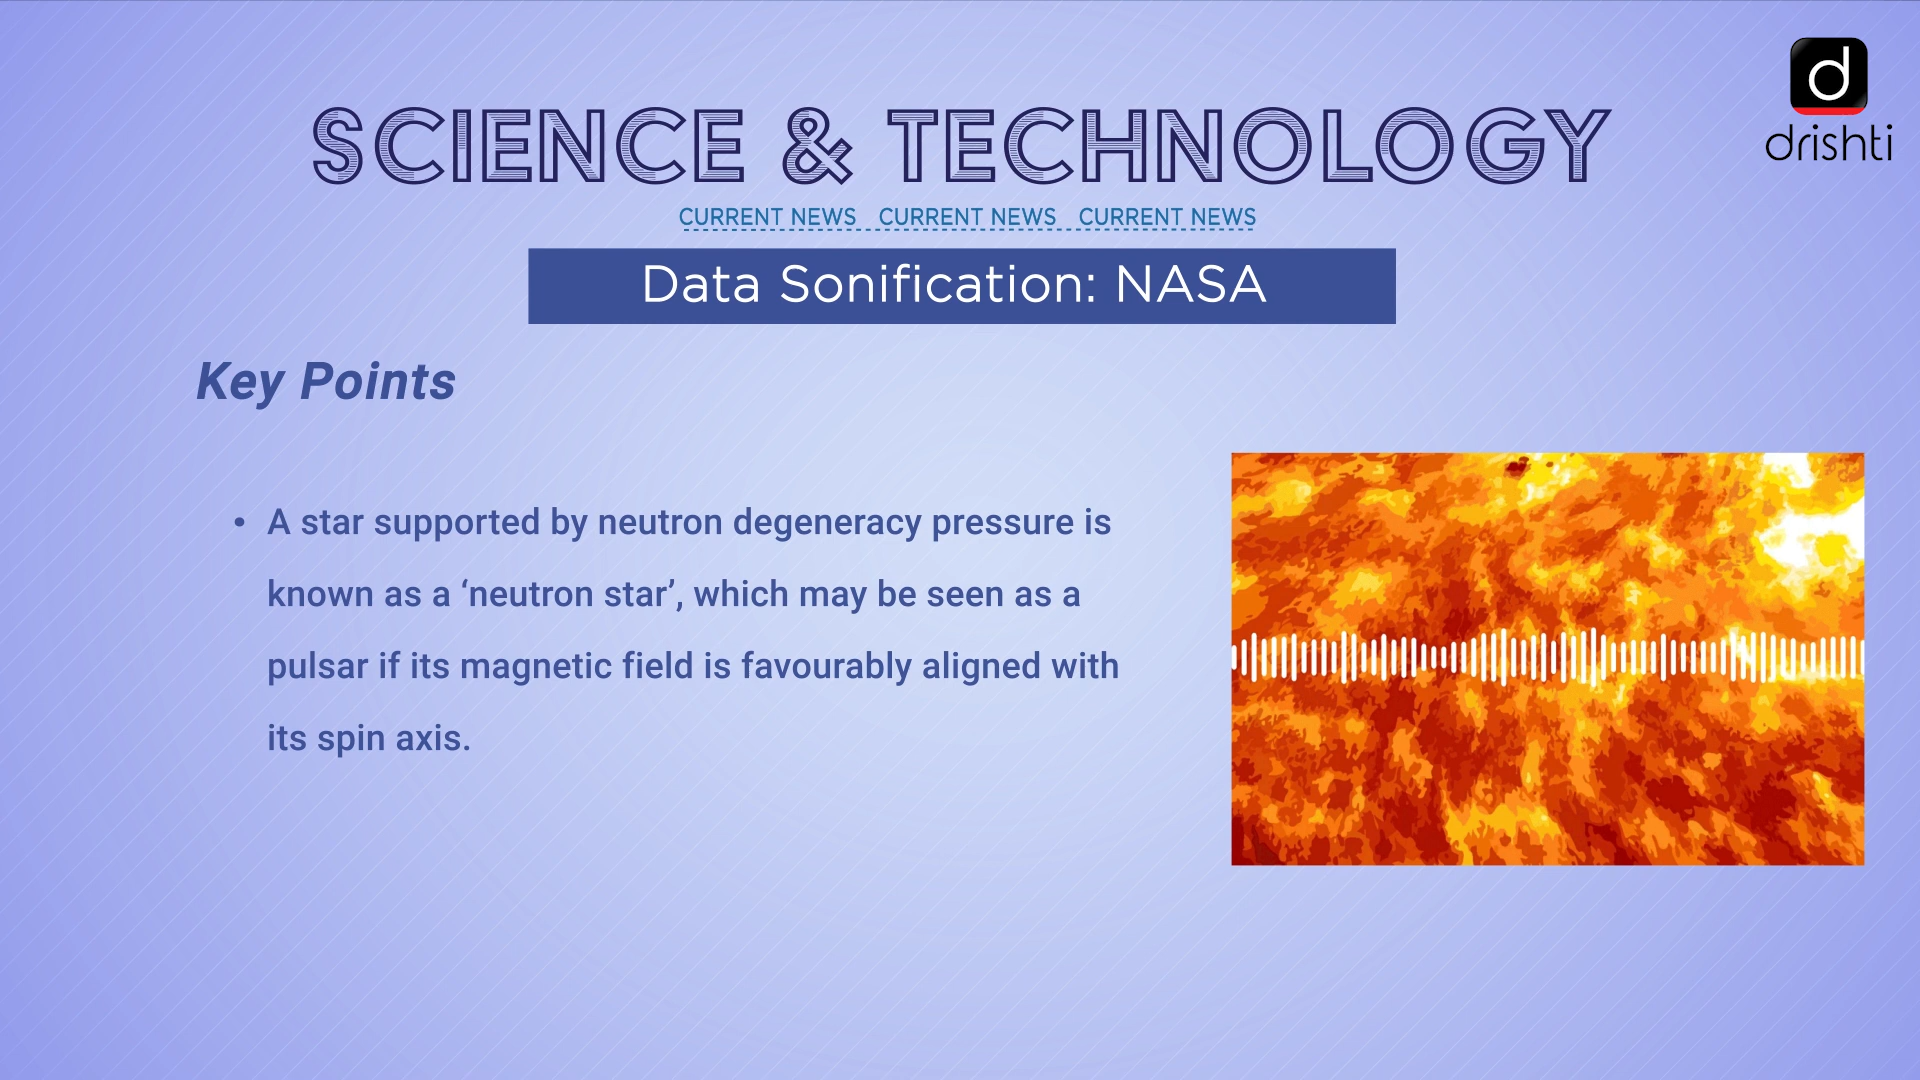 SCIENCE & TECHNOLOGY
d
drishti
CURRENT NEWS CURRENT NEWS CURRENT NEWS
Data Sonification: NASA
Key Points
• A star supported by neutron degeneracy pressure is
known as a ‘neutron star’, which may be seen as a
pulsar if its magnetic field is favourably aligned with
its spin axis.